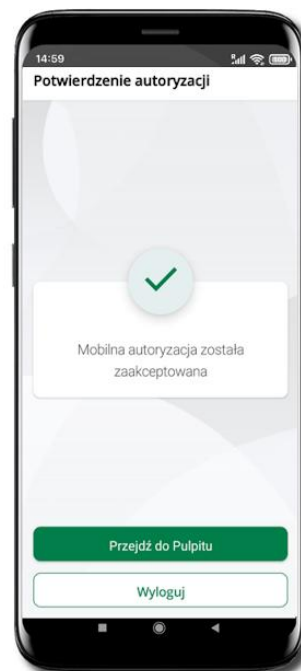 14:59
Potwierdzenie autoryzacji
Mobilna autoryzacja została
zaakceptowana
Przejdź do Pulpitu
Wyloguj